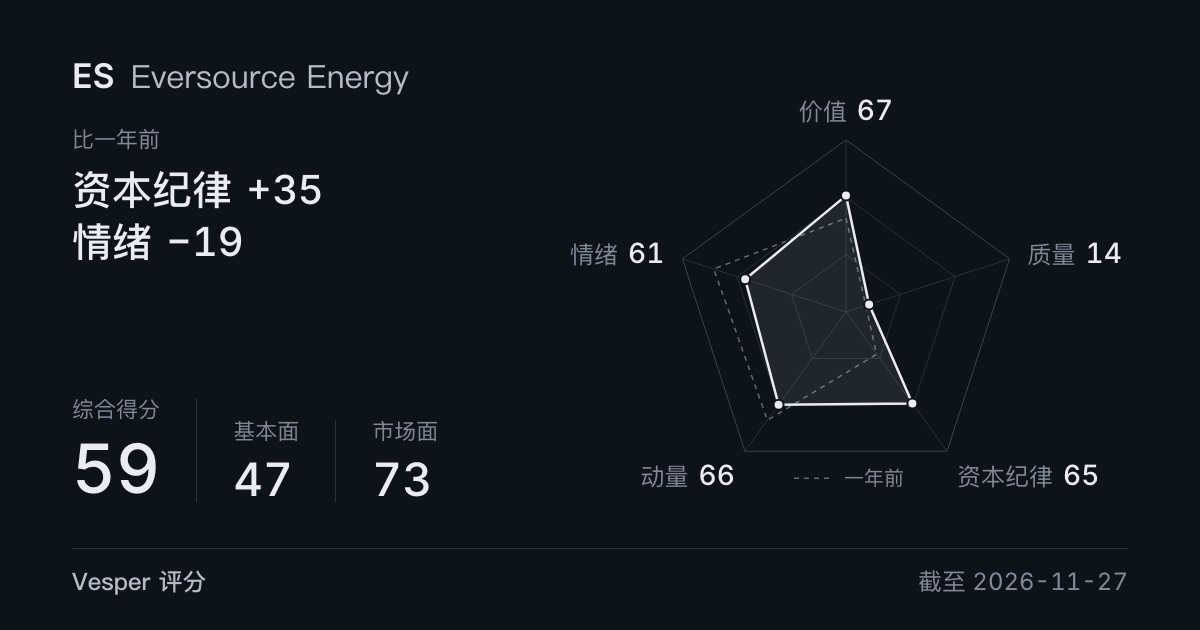 ES Eversource Energy
比一年前
资本纪律 +35
情绪 −19
综合得分
59
基本面
47
市场面
73
价值 67
情绪 61
质量 14
动量 66
一年前
资本纪律 65
Vesper 评分
截至 2026-11-27